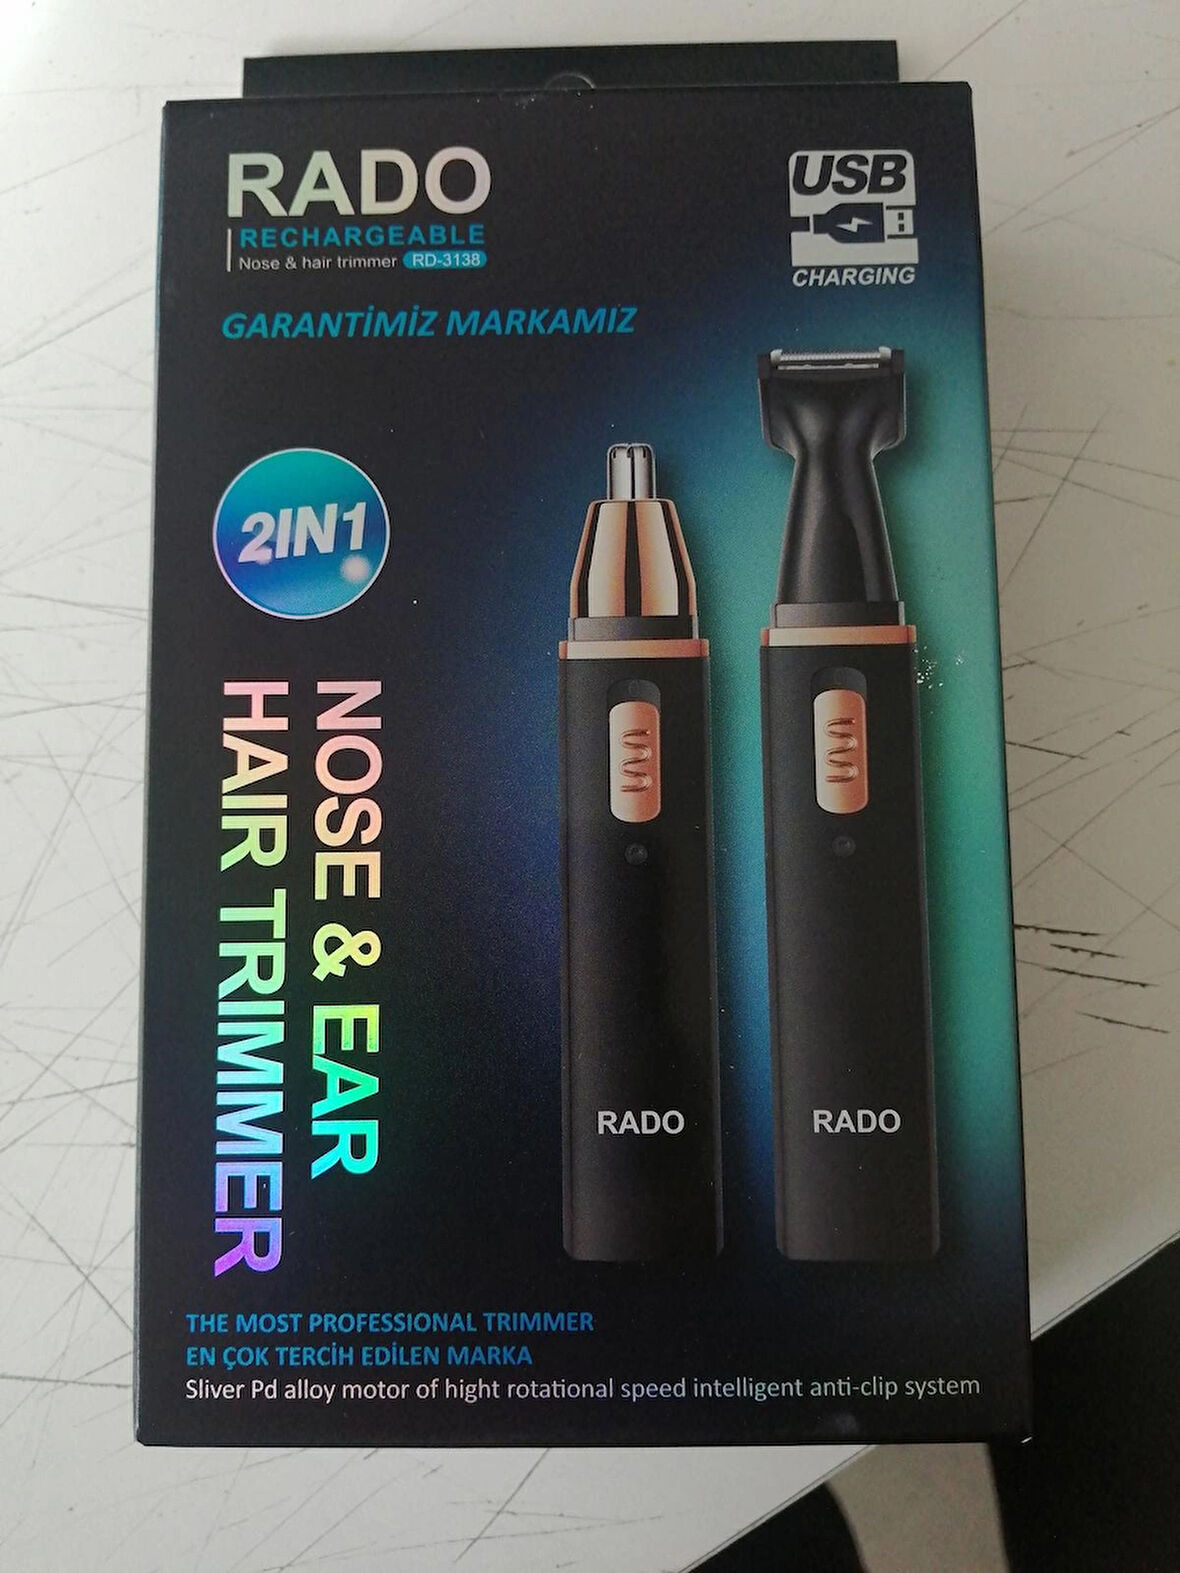 RADO
RECHARGEABLE
Nose & hair trimmer RD-3138
USB
CHARGING
GARANTİMİZ MARKAMIZ
2IN1
NOSE & EAR
HAIR TRIMMER
RADO
RADO
THE MOST PROFESSIONAL TRIMMER
EN ÇOK TERCİH EDİLEN MARKA
Sliver Pd alloy motor of hight rotational speed intelligent anti-clip system